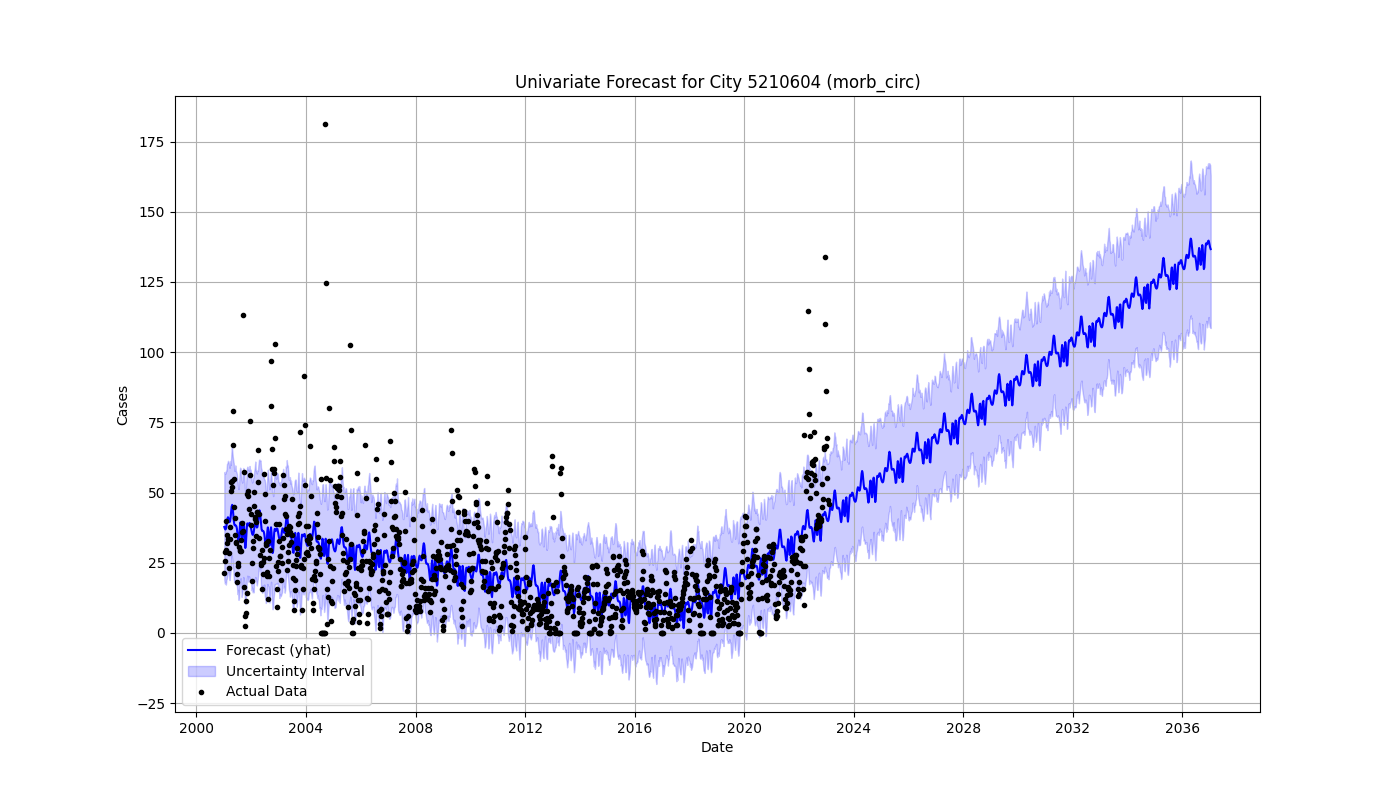 Univariate Forecast for City 5210604 (morb_circ)
175
150
125
100
75
50
25
0
−25
Cases
Forecast (yhat)
Uncertainty Interval
Actual Data
2000 2004 2008 2012 2016 2020 2024 2028 2032 2036
Date